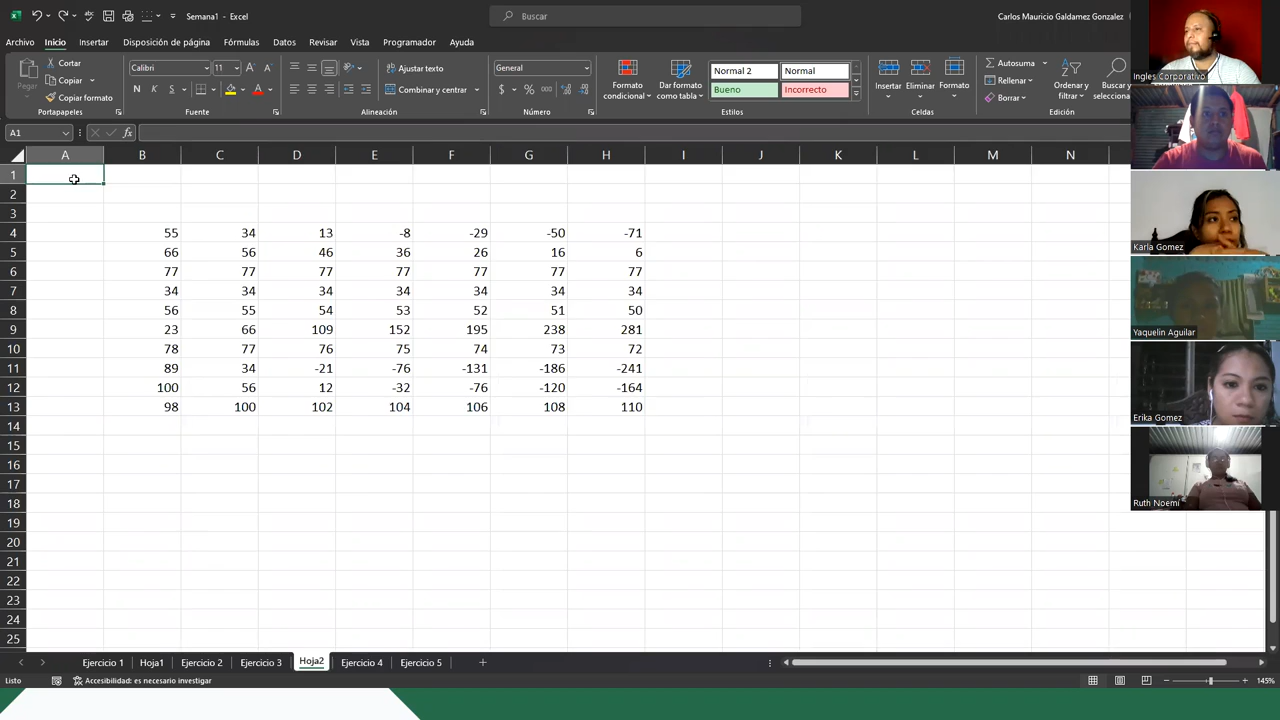 Semana1 - Excel
Buscar
Carlos Mauricio Galdamez Gonzalez
Archivo Inicio Insertar Disposición de página Fórmulas Datos Revisar Vista Programador Ayuda
Pegar
Cortar
Copiar
Copiar formato
Portapapeles
Calibri 11
N K S
Fuente
Ajustar texto
Combinar y centrar
Alineación
General
$ % 000
Número
Formato condicional
Dar formato como tabla
Normal 2 Normal
Bueno Incorrecto
Estilos
Insertar Eliminar Formato
Celdas
Autosuma
Rellenar
Borrar
Ordenar y filtrar
Buscar y selecciona
Edición
A1 fx
A B C D E F G H I J K L M N
1
2
3
4 55 34 13 -8 -29 -50 -71
5 66 56 46 36 26 16 6
6 77 77 77 77 77 77 77
7 34 34 34 34 34 34 34
8 56 55 54 53 52 51 50
9 23 66 109 152 195 238 281
10 78 77 76 75 74 73 72
11 89 34 -21 -76 -131 -186 -241
12 100 56 12 -32 -76 -120 -164
13 98 100 102 104 106 108 110
14
15
16
17
18
19
20
21
22
23
24
25
Ejercicio 1 Hoja1 Ejercicio 2 Ejercicio 3 Hoja2 Ejercicio 4 Ejercicio 5
Listo Accesibilidad: es necesario investigar 145%
Ingles Corporativo
Karla Gomez
Yaquelin Aguilar
Erika Gomez
Ruth Noemí